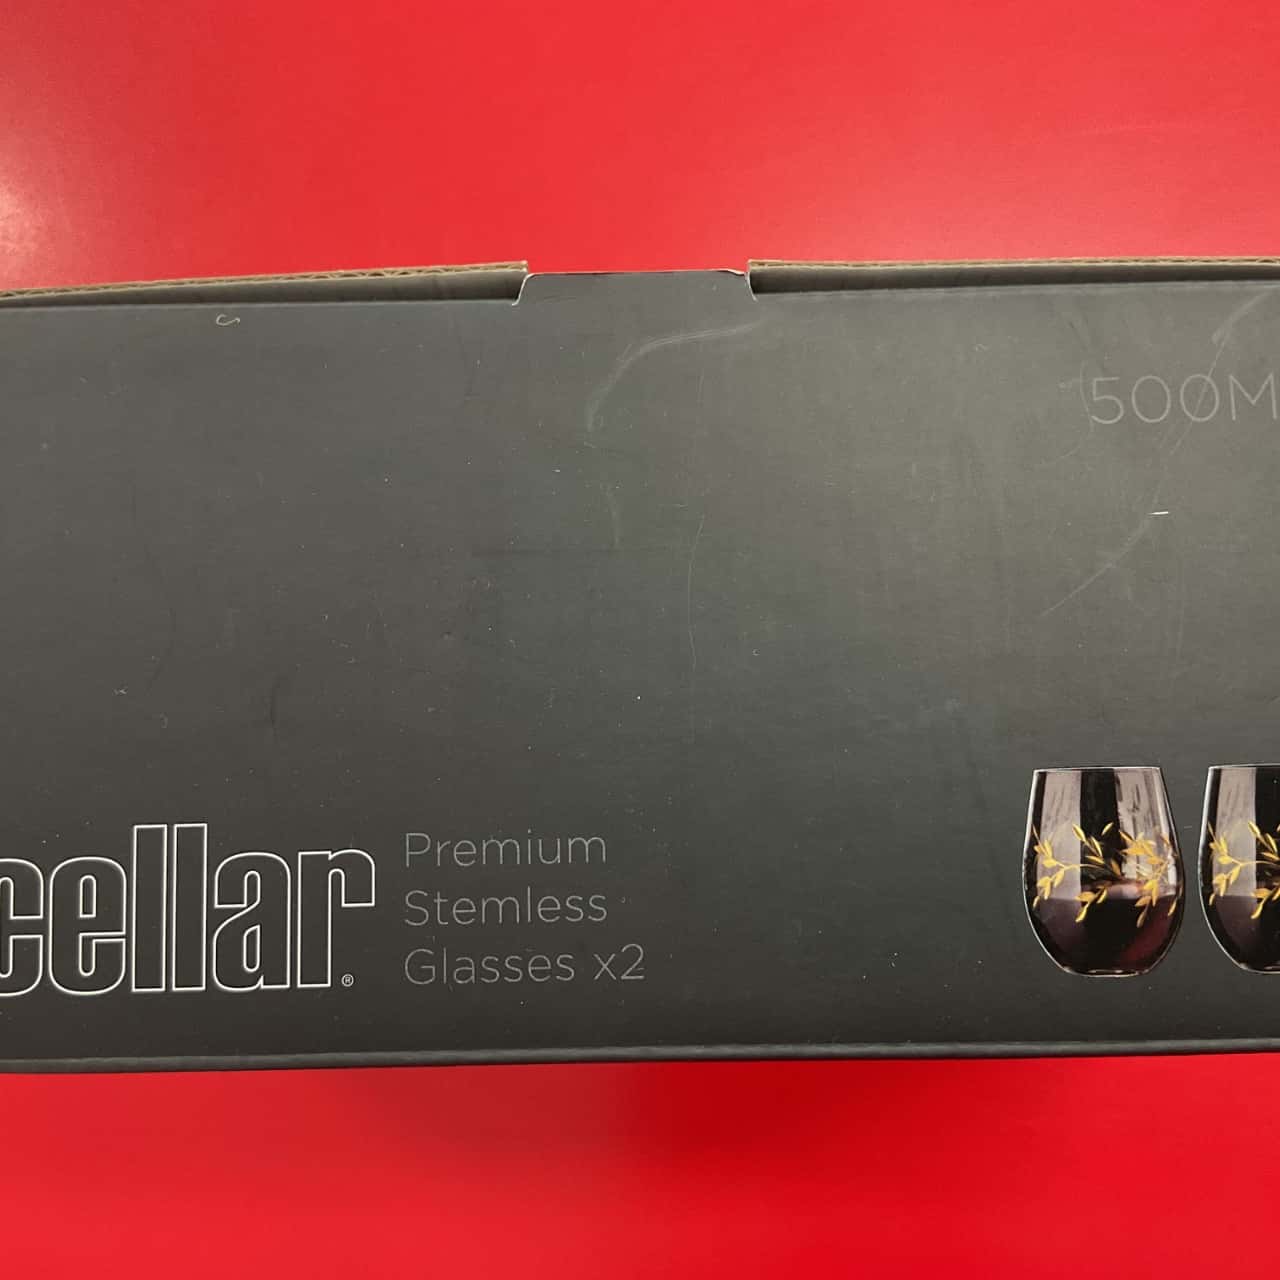 500M
cellar®
Premium
Stemless
Glasses x2